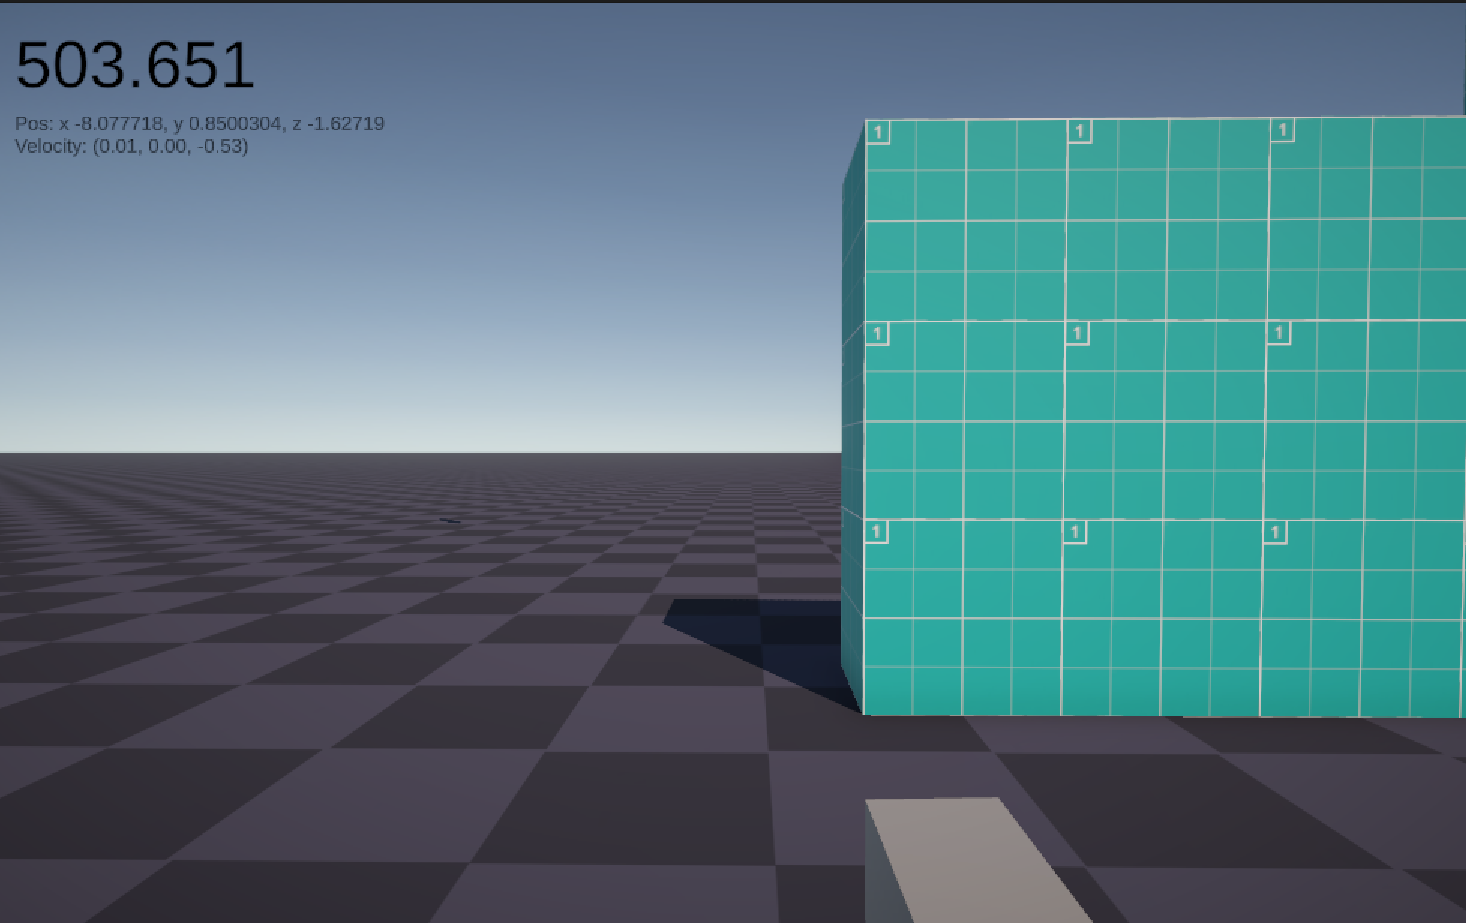 503.651
Pos: x -8.077718, y 0.8500304, z -1.62719
Velocity: (0.01, 0.00, -0.53)
1 1 1
1 1 1
1 1 1